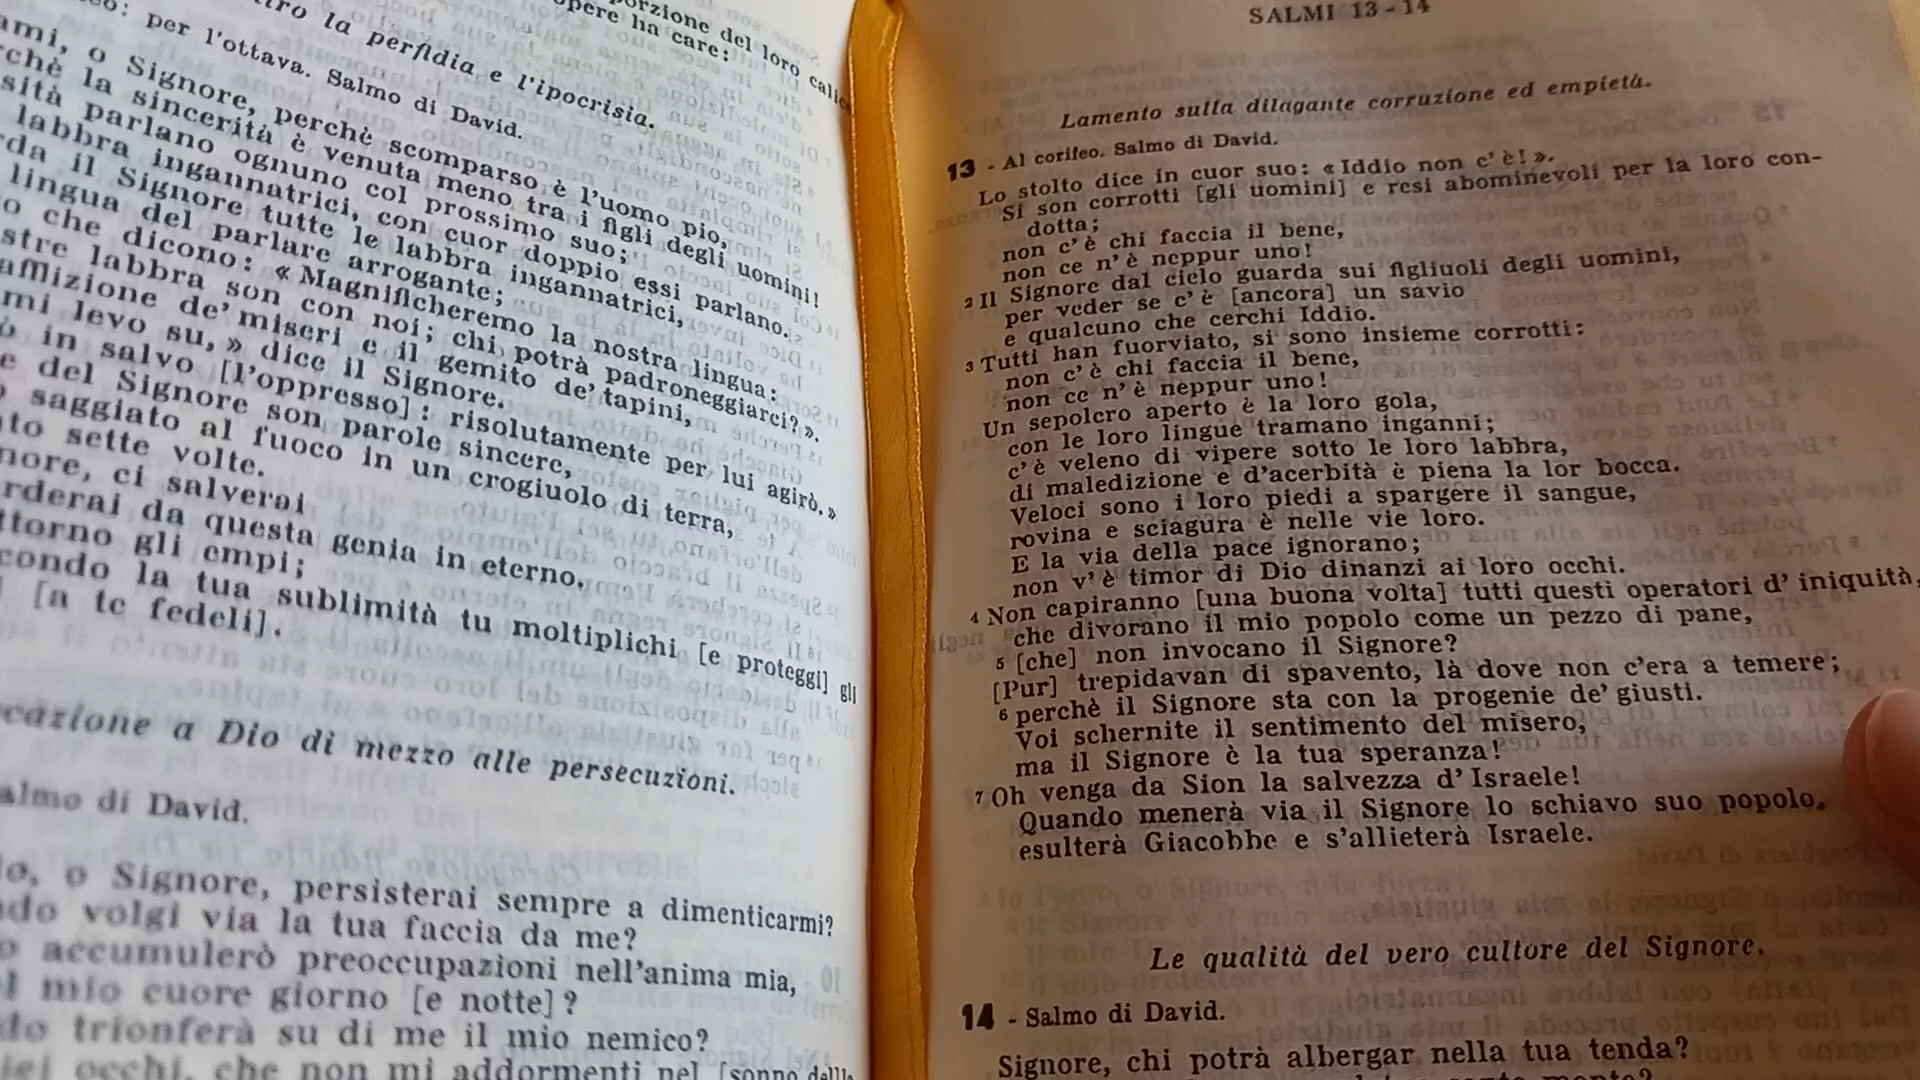 porzione del loro calice
opere ha care:
la perfidia e l'ipocrisia.
per l'ottava. Salmo di David.
o Signore, perchè scomparso è l'uomo pio,
la sincerità è venuta meno tra i figli degli uomini!
parlano ognuno col prossimo suo;
labbra ingannatrici, con cuor doppio essi parlano.
il Signore tutte le labbra ingannatrici,
lingua del parlare arrogante;
che dicono: « Magnificheremo la nostra lingua:
labbra son con noi; chi potrà padroneggiarci? ».
afflizione de' miseri e il gemito de' tapini,
mi levo su, » dice il Signore.
in salvo [l'oppresso] : risolutamente per lui agirò. »
del Signore son parole sincere,
saggiato al fuoco in un crogiuolo di terra,
sette volte.
ci salverai
da questa genia in eterno.
gli empi;
la tua sublimità tu moltiplichi [e proteggi] gli
[a te fedeli].
a Dio di mezzo alle persecuzioni.
di David.
o Signore, persisterai sempre a dimenticarmi?
volgi via la tua faccia da me?
accumulerò preoccupazioni nell'anima mia,
mio cuore giorno [e notte] ?
trionferà su di me il mio nemico?
occhi, che non mi addormenti nel [sonno della
SALMI 13 - 14
Lamento sulla dilagante corruzione ed empietà.
13 - Al corifeo. Salmo di David.
Lo stolto dice in cuor suo: « Iddio non c'è! ».
Si son corrotti [gli uomini] e resi abominevoli per la loro con-
dotta;
non c'è chi faccia il bene,
non ce n'è neppur uno!
2 Il Signore dal cielo guarda sui figliuoli degli uomini,
per veder se c'è [ancora] un savio
e qualcuno che cerchi Iddio.
3 Tutti han fuorviato, si sono insieme corrotti:
non c'è chi faccia il bene,
non ce n'è neppur uno!
Un sepolcro aperto è la loro gola,
con le loro lingue tramano inganni;
c'è veleno di vipere sotto le loro labbra,
di maledizione e d'acerbità è piena la lor bocca.
Veloci sono i loro piedi a spargere il sangue,
rovina e sciagura è nelle vie loro.
E la via della pace ignorano;
non v'è timor di Dio dinanzi ai loro occhi.
4 Non capiranno [una buona volta] tutti questi operatori d' iniquità,
che divorano il mio popolo come un pezzo di pane,
5 [che] non invocano il Signore?
[Pur] trepidavan di spavento, là dove non c'era a temere;
6 perchè il Signore sta con la progenie de' giusti.
Voi schernite il sentimento del misero,
ma il Signore è la tua speranza!
7 Oh venga da Sion la salvezza d' Israele!
Quando menerà via il Signore lo schiavo suo popolo,
esulterà Giacobbe e s'allieterà Israele.
Le qualità del vero cultore del Signore.
14 - Salmo di David.
Signore, chi potrà albergar nella tua tenda?